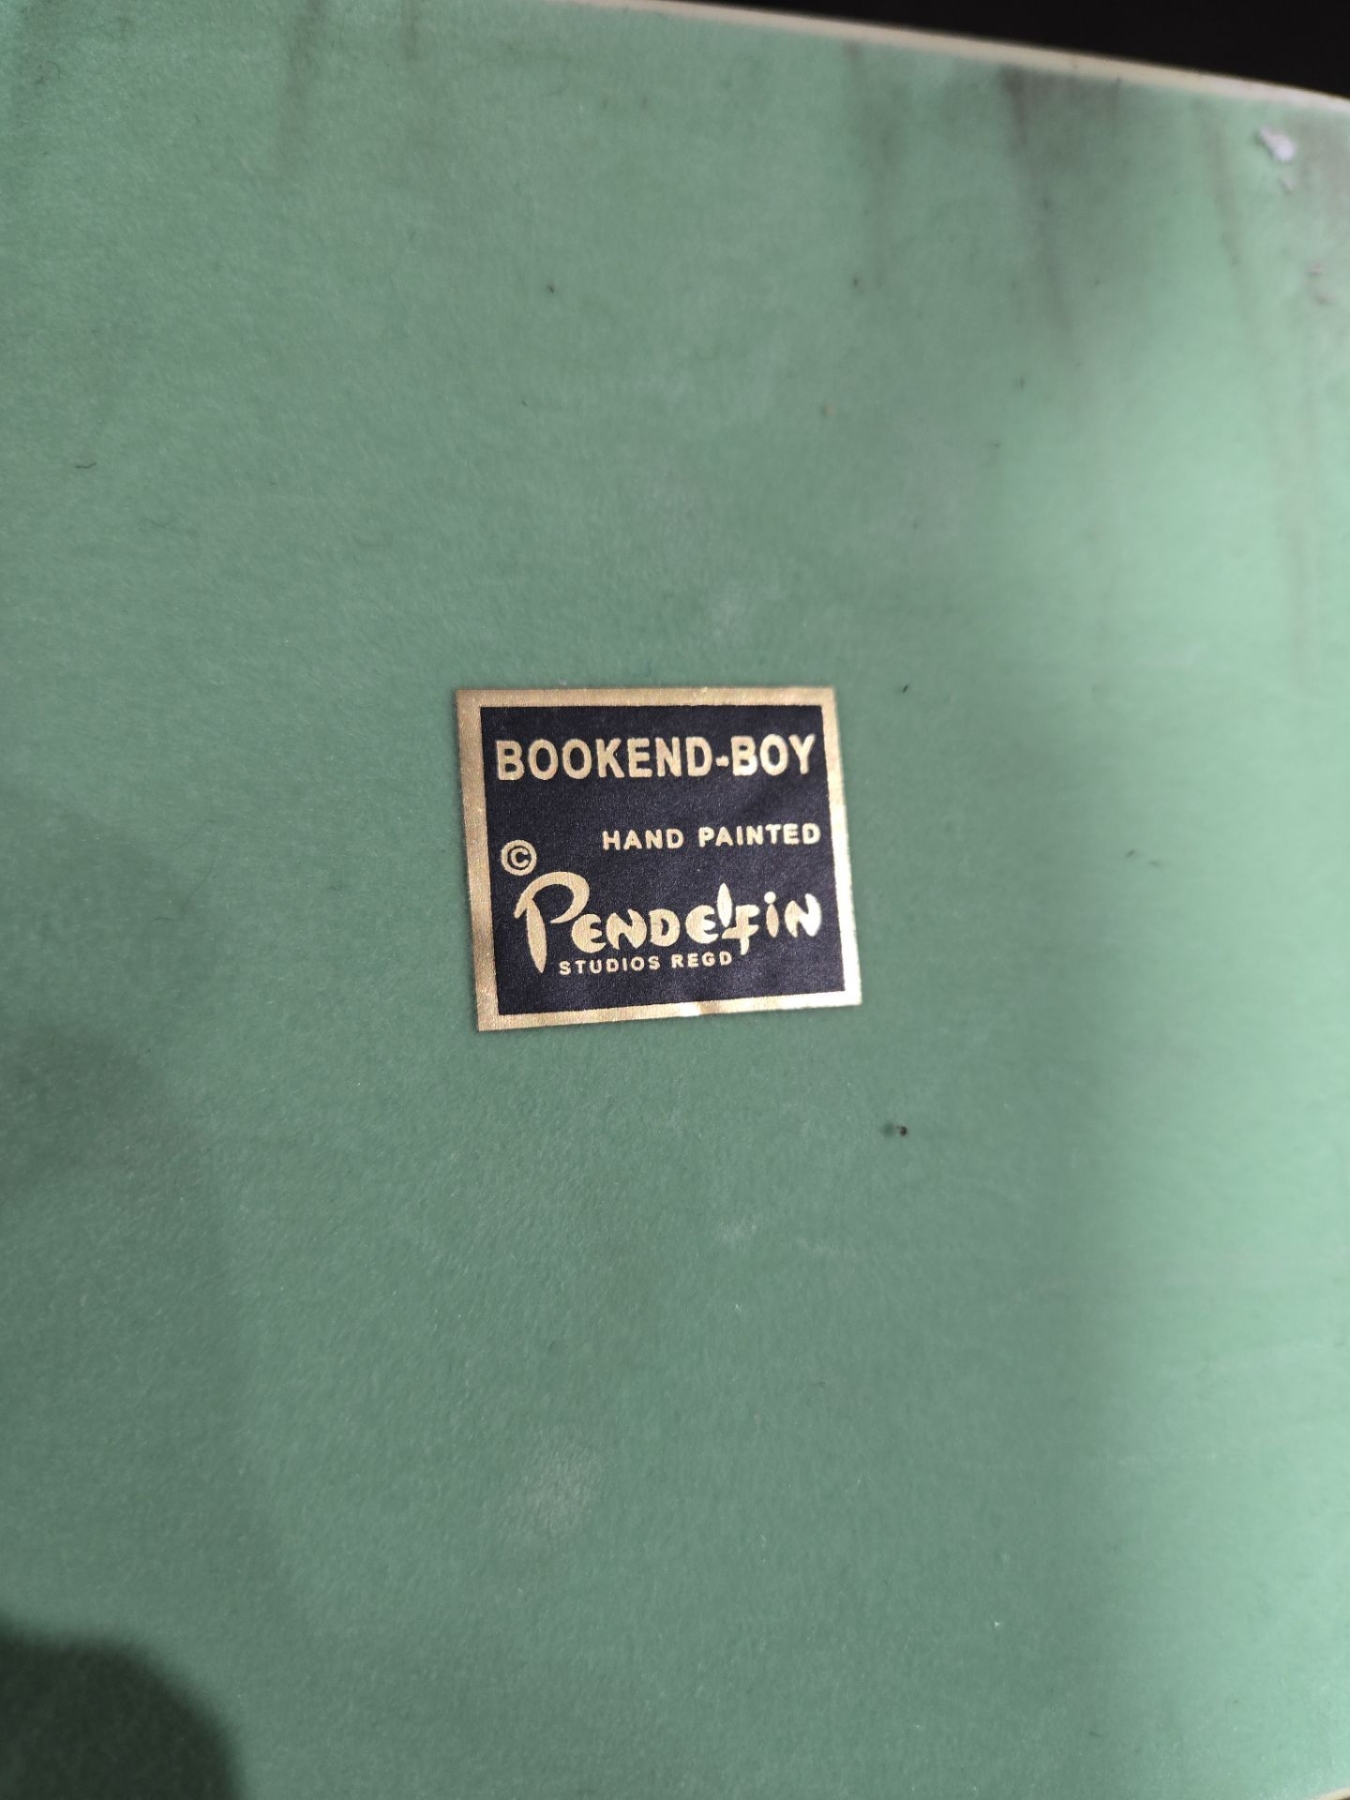 BOOKEND-BOY
HAND PAINTED
©
PENDELFIN
STUDIOS REGD